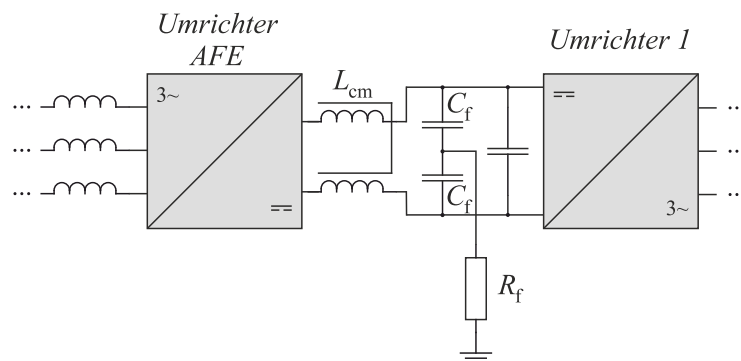 Umrichter
AFE
Umrichter 1
L_cm
3~
C_f
C_f
3~
R_f